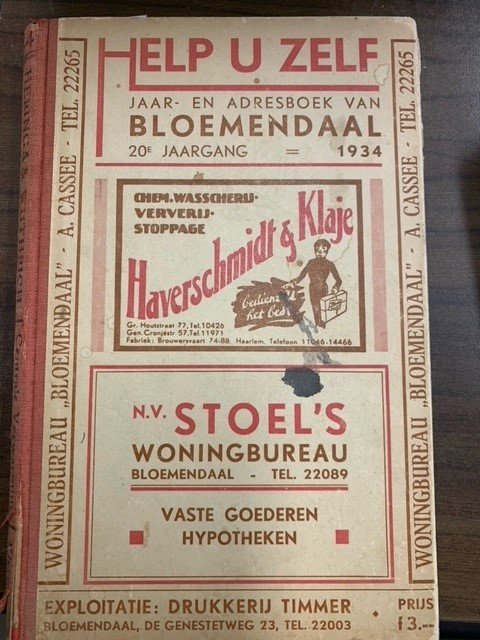 HELP U ZELF
JAAR- EN ADRESBOEK VAN
BLOEMENDAAL
20E JAARGANG = 1934
CHEM. WASSCHERIJ-
VERVERIJ-
STOPPAGE
Haverschmidt & Klaje
bedienen
het best
Gr. Houtstraat 77, Tel. 10426
Gen. Cronjéstr 57, Tel. 11971
Fabriek: Brouwersvaart 74-88, Haarlem, Telefoon 11046-14466
N.V. STOEL'S
WONINGBUREAU
BLOEMENDAAL - TEL. 22089
VASTE GOEDEREN
HYPOTHEKEN
WONINGBUREAU „BLOEMENDAAL" - A. CASSEE - TEL. 22265
WONINGBUREAU „BLOEMENDAAL" - A. CASSEE - TEL. 22265
EXPLOITATIE: DRUKKERIJ TIMMER
BLOEMENDAAL, DE GENESTETWEG 23, TEL. 22003
PRIJS
f 3.—